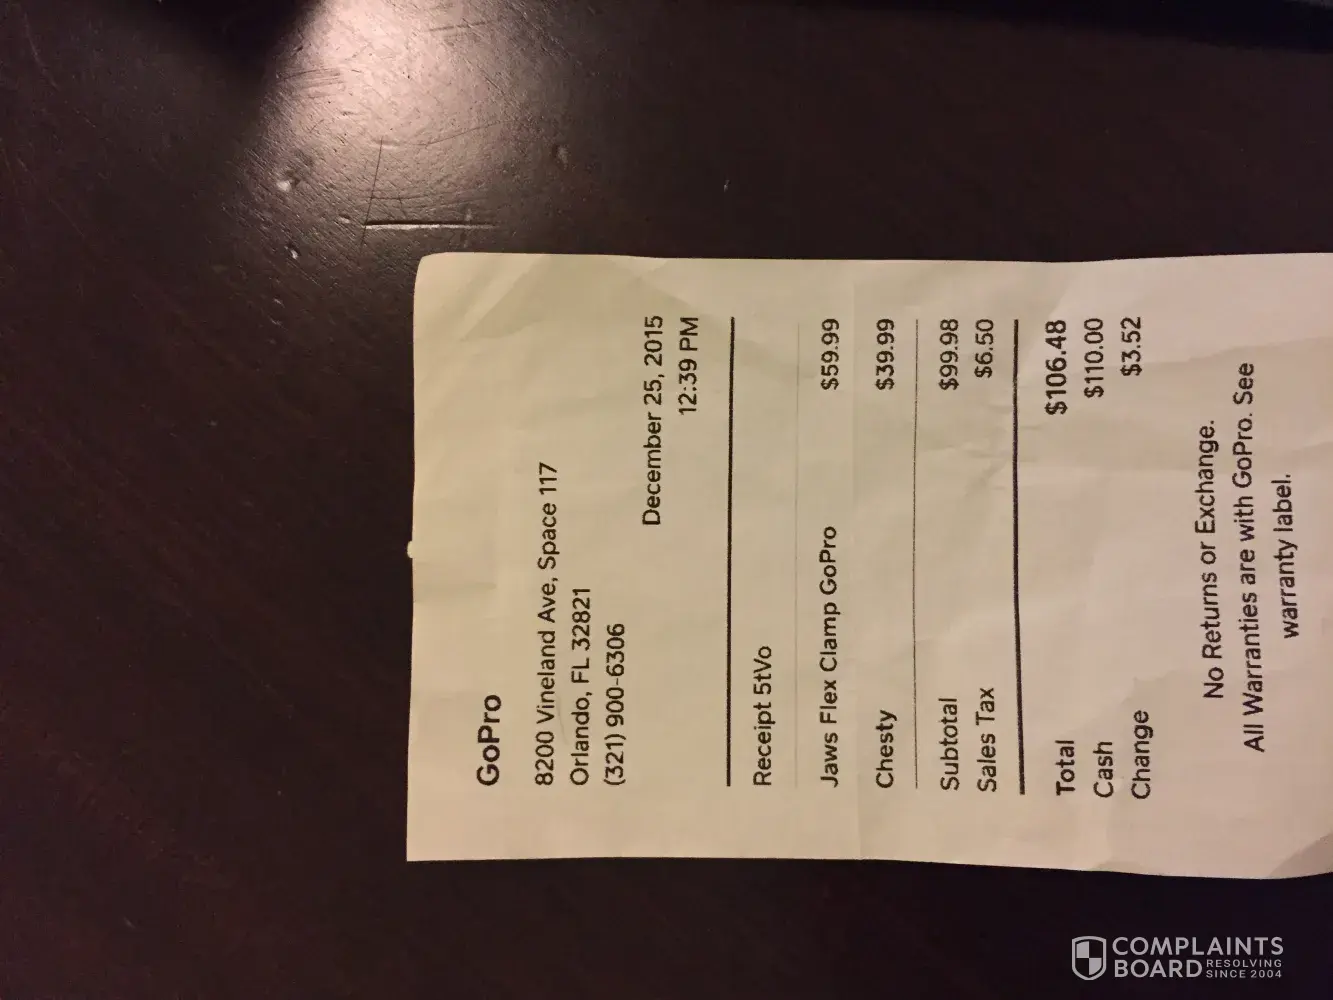 GoPro
8200 Vineland Ave, Space 117
Orlando, FL 32821
(321) 900-6306
December 25, 2015
12:39 PM
Receipt 5tVo
Jaws Flex Clamp GoPro $59.99
Chesty $39.99
Subtotal $99.98
Sales Tax $6.50
Total $106.48
Cash $110.00
Change $3.52
No Returns or Exchange.
All Warranties are with GoPro. See
warranty label.
COMPLAINTS
BOARD RESOLVING
SINCE 2004